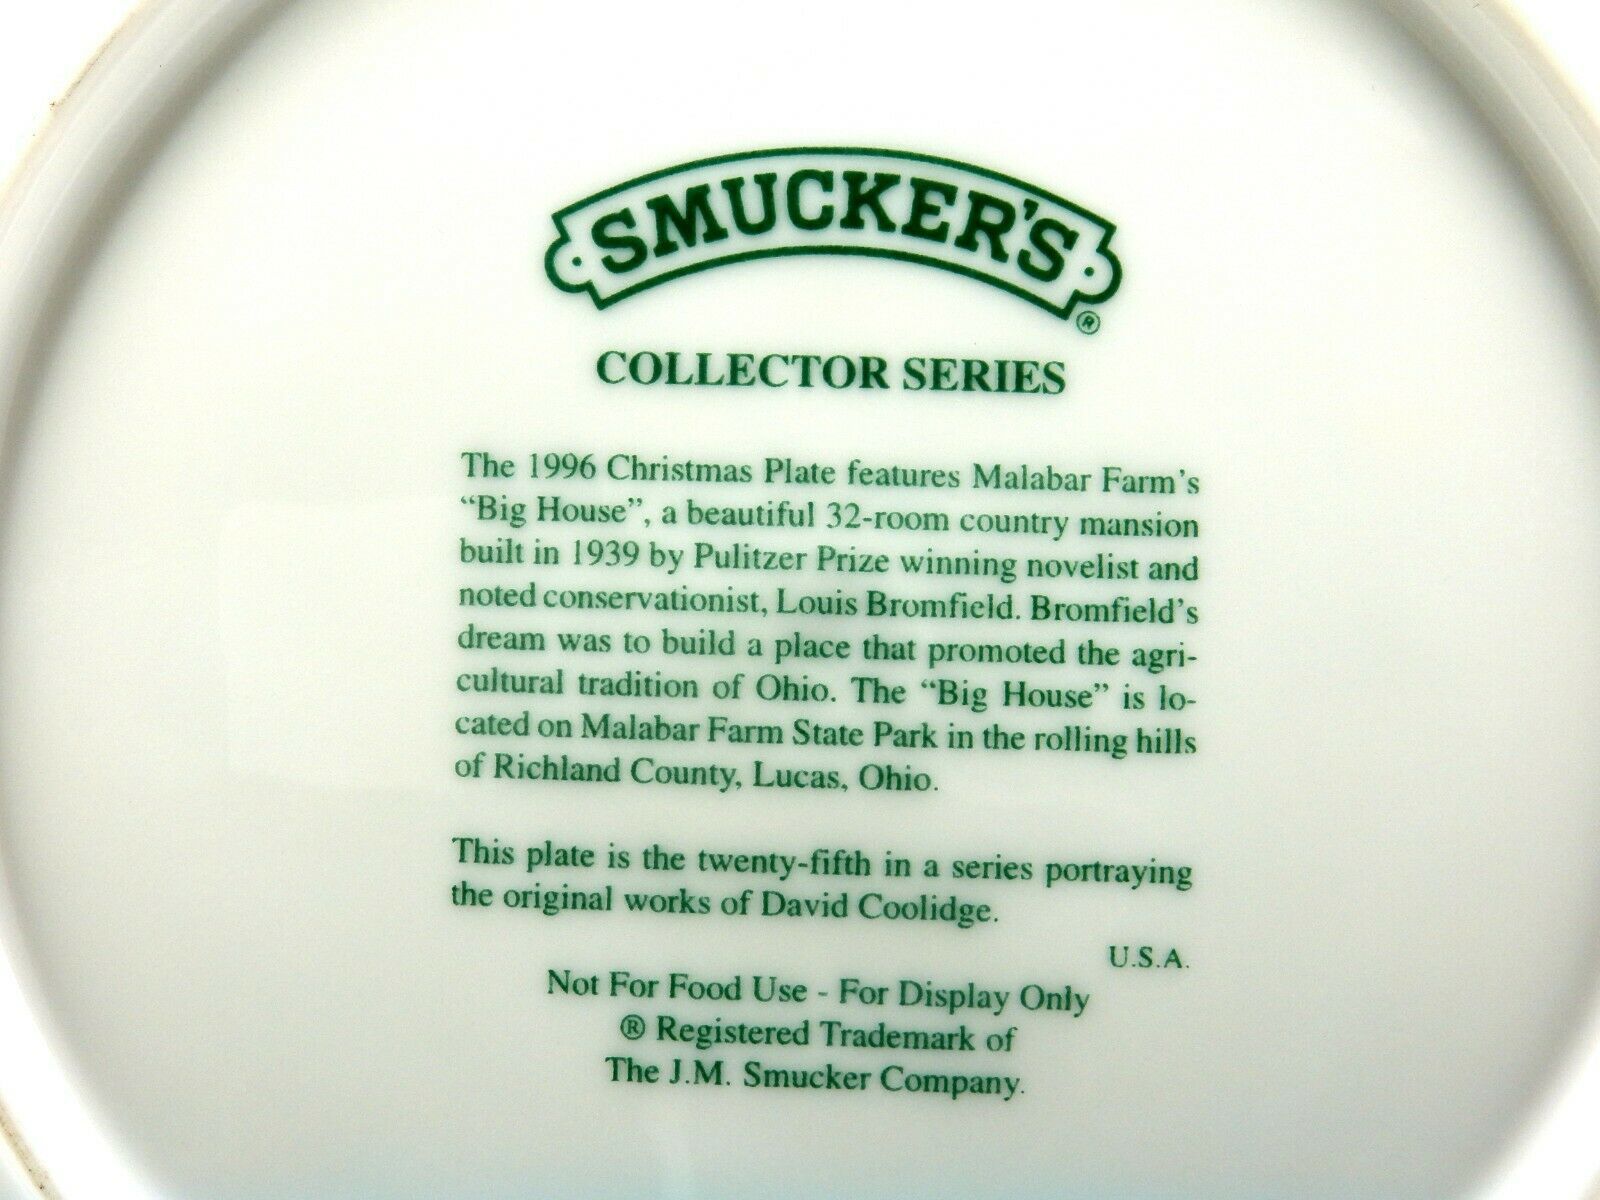 SMUCKER'S
®
COLLECTOR SERIES
The 1996 Christmas Plate features Malabar Farm's
“Big House”, a beautiful 32-room country mansion
built in 1939 by Pulitzer Prize winning novelist and
noted conservationist, Louis Bromfield. Bromfield's
dream was to build a place that promoted the agri-
cultural tradition of Ohio. The “Big House” is lo-
cated on Malabar Farm State Park in the rolling hills
of Richland County, Lucas, Ohio.
This plate is the twenty-fifth in a series portraying
the original works of David Coolidge.
U.S.A.
Not For Food Use - For Display Only
® Registered Trademark of
The J.M. Smucker Company.